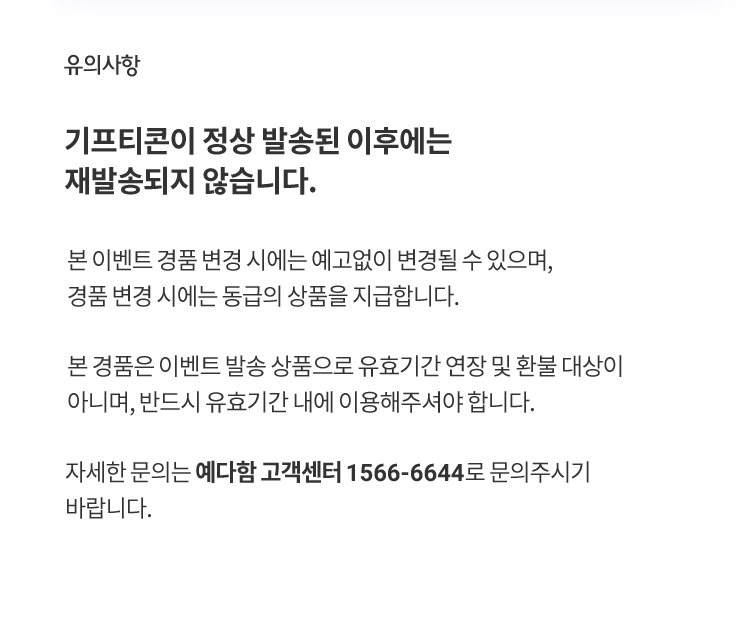 유의사항
기프티콘이 정상 발송된 이후에는
재발송되지 않습니다.
본 이벤트 경품 변경 시에는 예고없이 변경될 수 있으며,
경품 변경 시에는 동급의 상품을 지급합니다.
본 경품은 이벤트 발송 상품으로 유효기간 연장 및 환불 대상이
아니며, 반드시 유효기간 내에 이용해주셔야 합니다.
자세한 문의는 예다함 고객센터 1566-6644로 문의주시기
바랍니다.